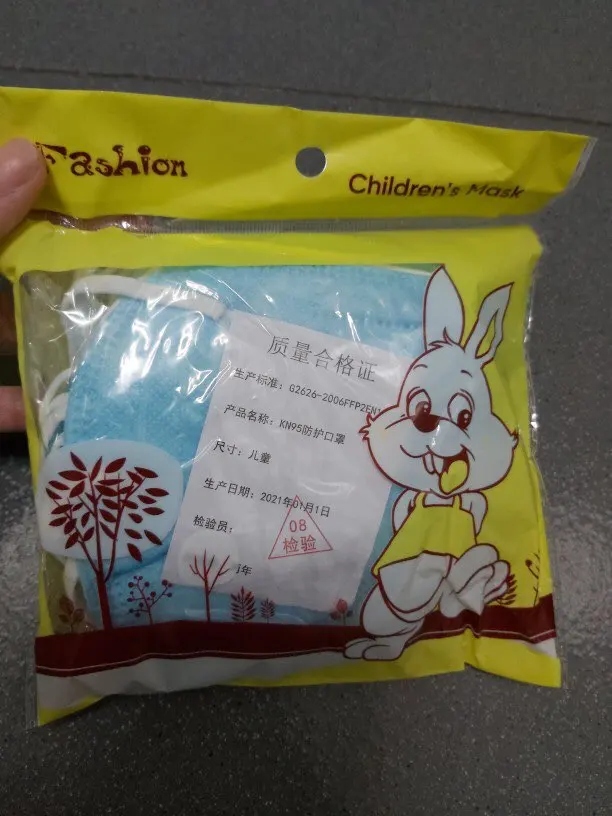 Fashion
Children's Mask
质量合格证
生产标准：G2626-2006FFP2EN1
产品名称：KN95防护口罩
尺寸：儿童
生产日期：2021年01月1日
检验员：
08
检验
j年